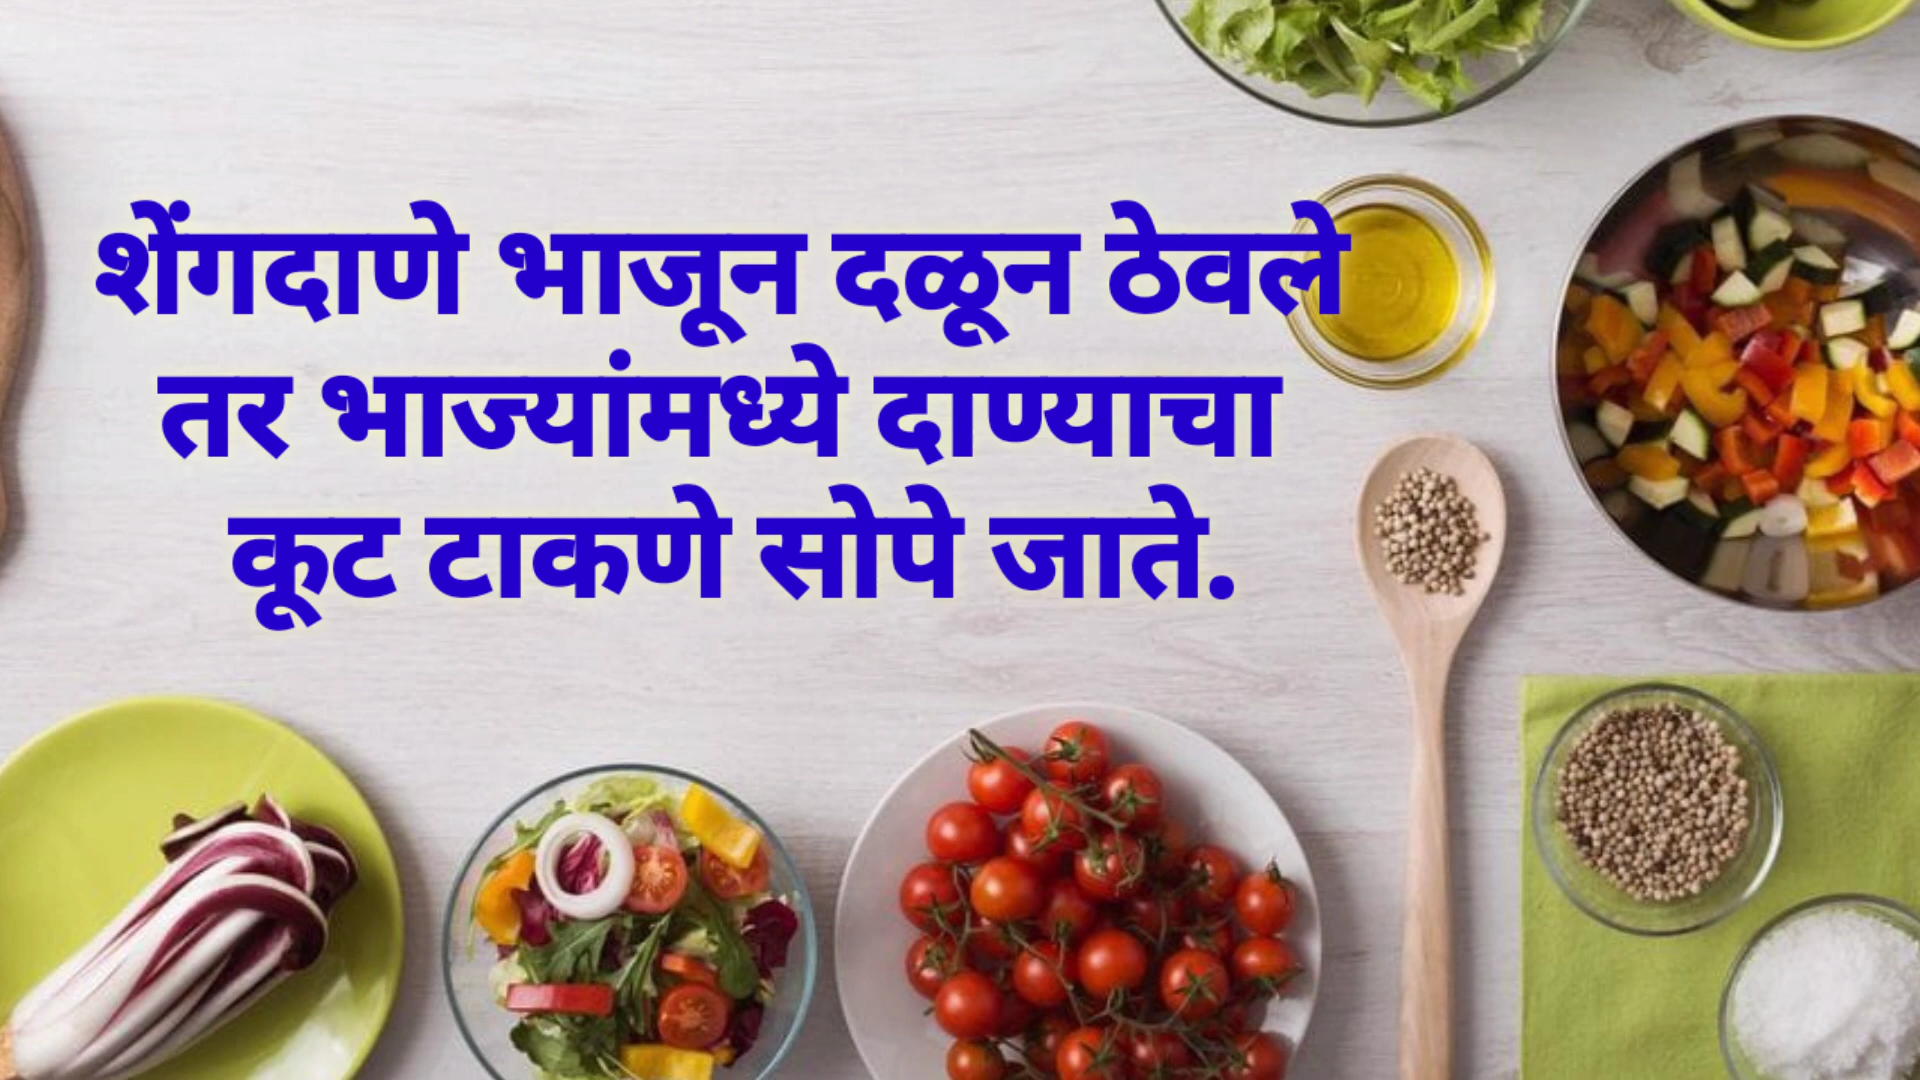 शेंगदाणे भाजून दळून ठेवले
तर भाज्यांमध्ये दाण्याचा
कूट टाकणे सोपे जाते.